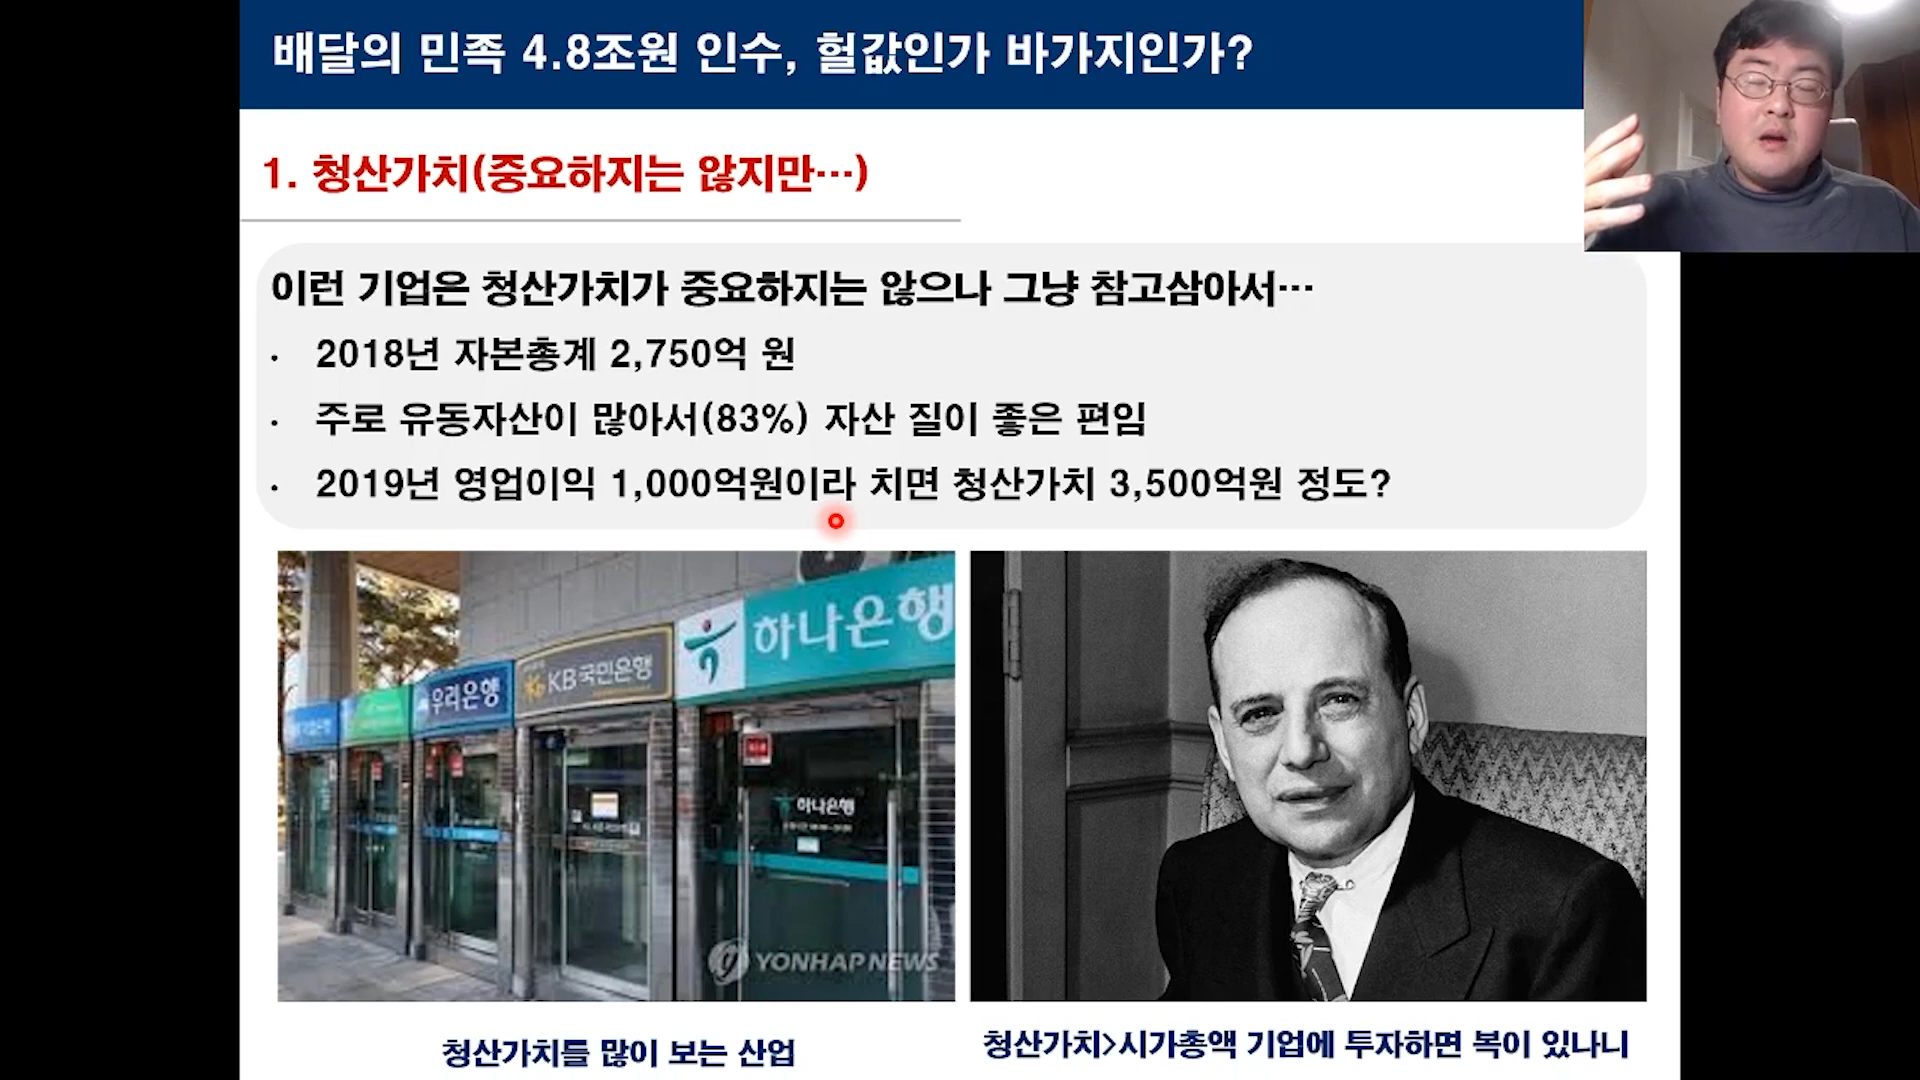 배달의 민족 4.8조원 인수, 헐값인가 바가지인가?
1. 청산가치(중요하지는 않지만…)
이런 기업은 청산가치가 중요하지는 않으나 그냥 참고삼아서…
· 2018년 자본총계 2,750억 원
· 주로 유동자산이 많아서(83%) 자산 질이 좋은 편임
· 2019년 영업이익 1,000억원이라 치면 청산가치 3,500억원 정도?
우리은행
KB국민은행
하나은행
하나은행
YONHAP NEWS
청산가치를 많이 보는 산업
청산가치>시가총액 기업에 투자하면 복이 있나니